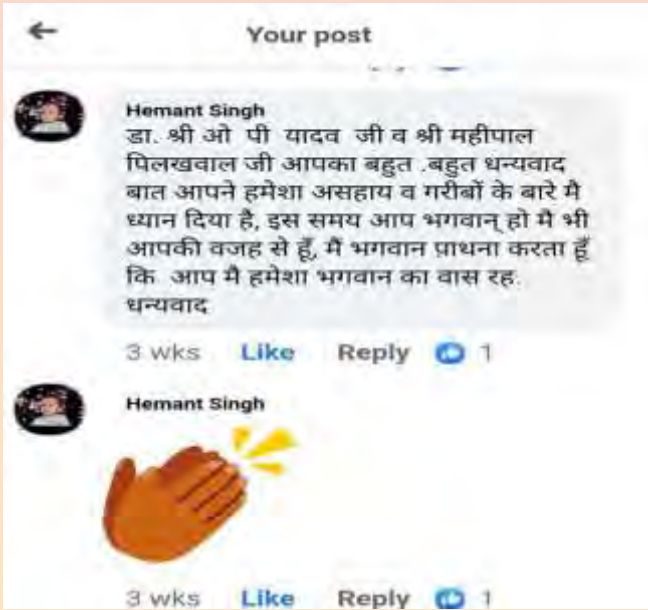 Your post
Hemant Singh
डा. श्री ओ पी यादव जी व श्री महीपाल
पिलखवाल जी आपका बहुत .बहुत धन्यवाद
बात आपने हमेशा असहाय व गरीबों के बारे मै
ध्यान दिया है, इस समय आप भगवान् हो मै भी
आपकी वजह से हूँ, मैं भगवान प्राथना करता हूँ
कि आप मै हमेशा भगवान का वास रह.
धन्यवाद
3 wks Like Reply 1
Hemant Singh
3 wks Like Reply 1